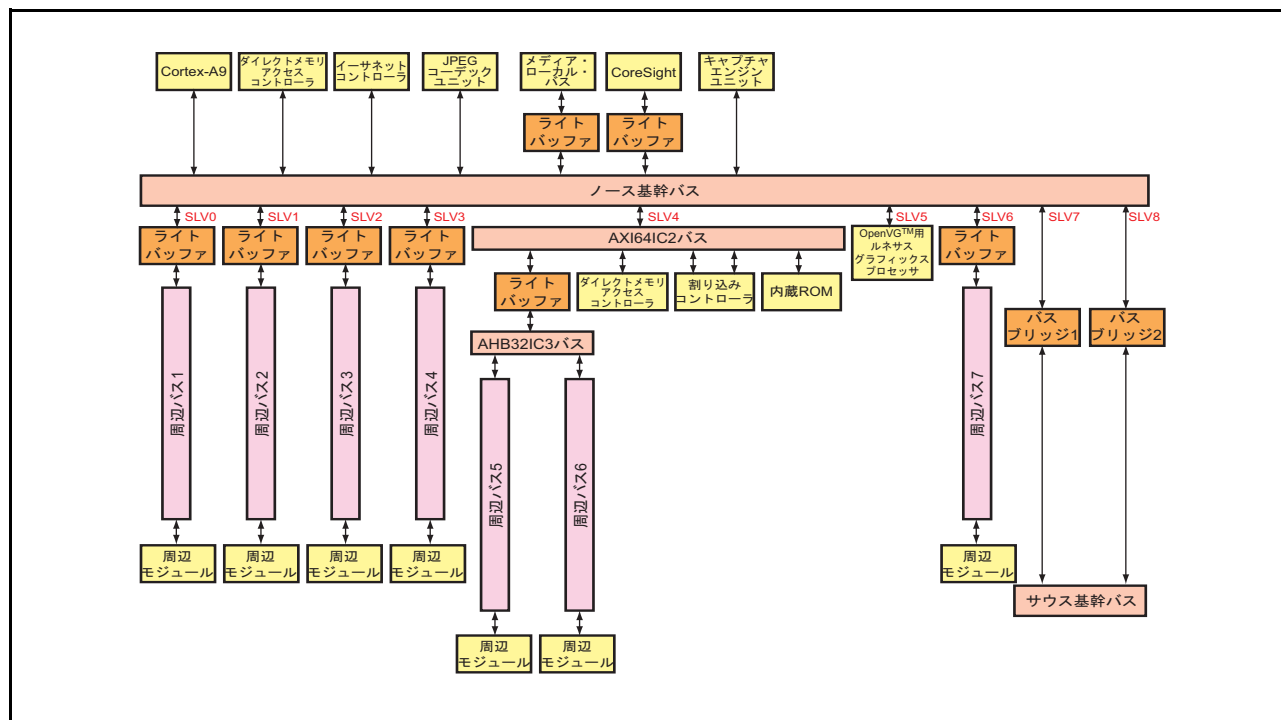 Cortex-A9
ダイレクトメモリ
アクセス
コントローラ
イーサネット
コントローラ
JPEG
コーデック
ユニット
メディア・
ローカル・
バス
CoreSight
キャプチャ
エンジン
ユニット
ライト
バッファ
ライト
バッファ
ノース基幹バス
SLV0
SLV1
SLV2
SLV3
SLV4
SLV5
SLV6
SLV7
SLV8
ライト
バッファ
ライト
バッファ
ライト
バッファ
ライト
バッファ
AXI64IC2バス
OpenVG™用
ルネサス
グラフィックス
プロセッサ
ライト
バッファ
ライト
バッファ
ダイレクトメモリ
アクセス
コントローラ
割り込み
コントローラ
内蔵ROM
バス
ブリッジ1
バス
ブリッジ2
AHB32IC3バス
周辺バス1
周辺バス2
周辺バス3
周辺バス4
周辺バス5
周辺バス6
周辺バス7
周辺
モジュール
周辺
モジュール
周辺
モジュール
周辺
モジュール
周辺
モジュール
サウス基幹バス
周辺
モジュール
周辺
モジュール